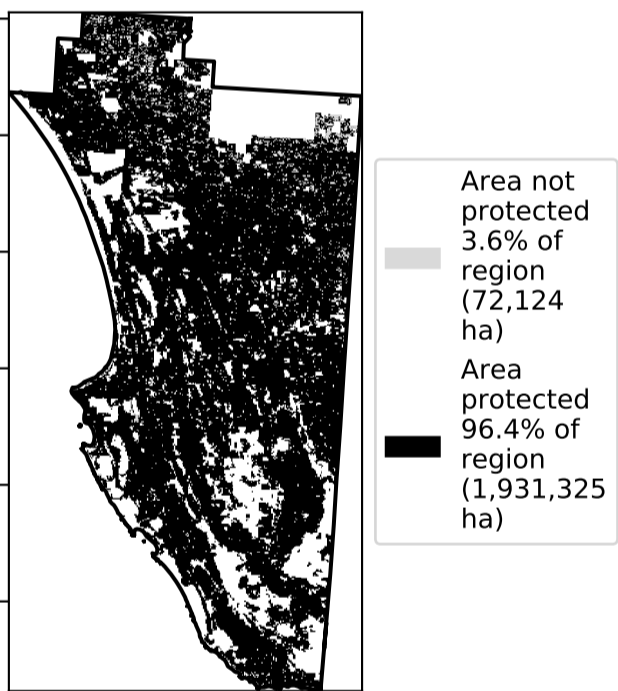 Area not
protected
3.6% of
region
(72,124
ha)
Area
protected
96.4% of
region
(1,931,325
ha)